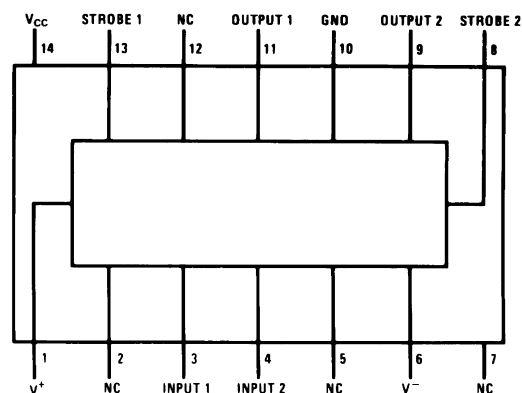 V_CC STROBE 1 NC OUTPUT 1 GND OUTPUT 2 STROBE 2
14 13 12 11 10 9 8
1 2 3 4 5 6 7
V⁺ NC INPUT 1 INPUT 2 NC V⁻ NC